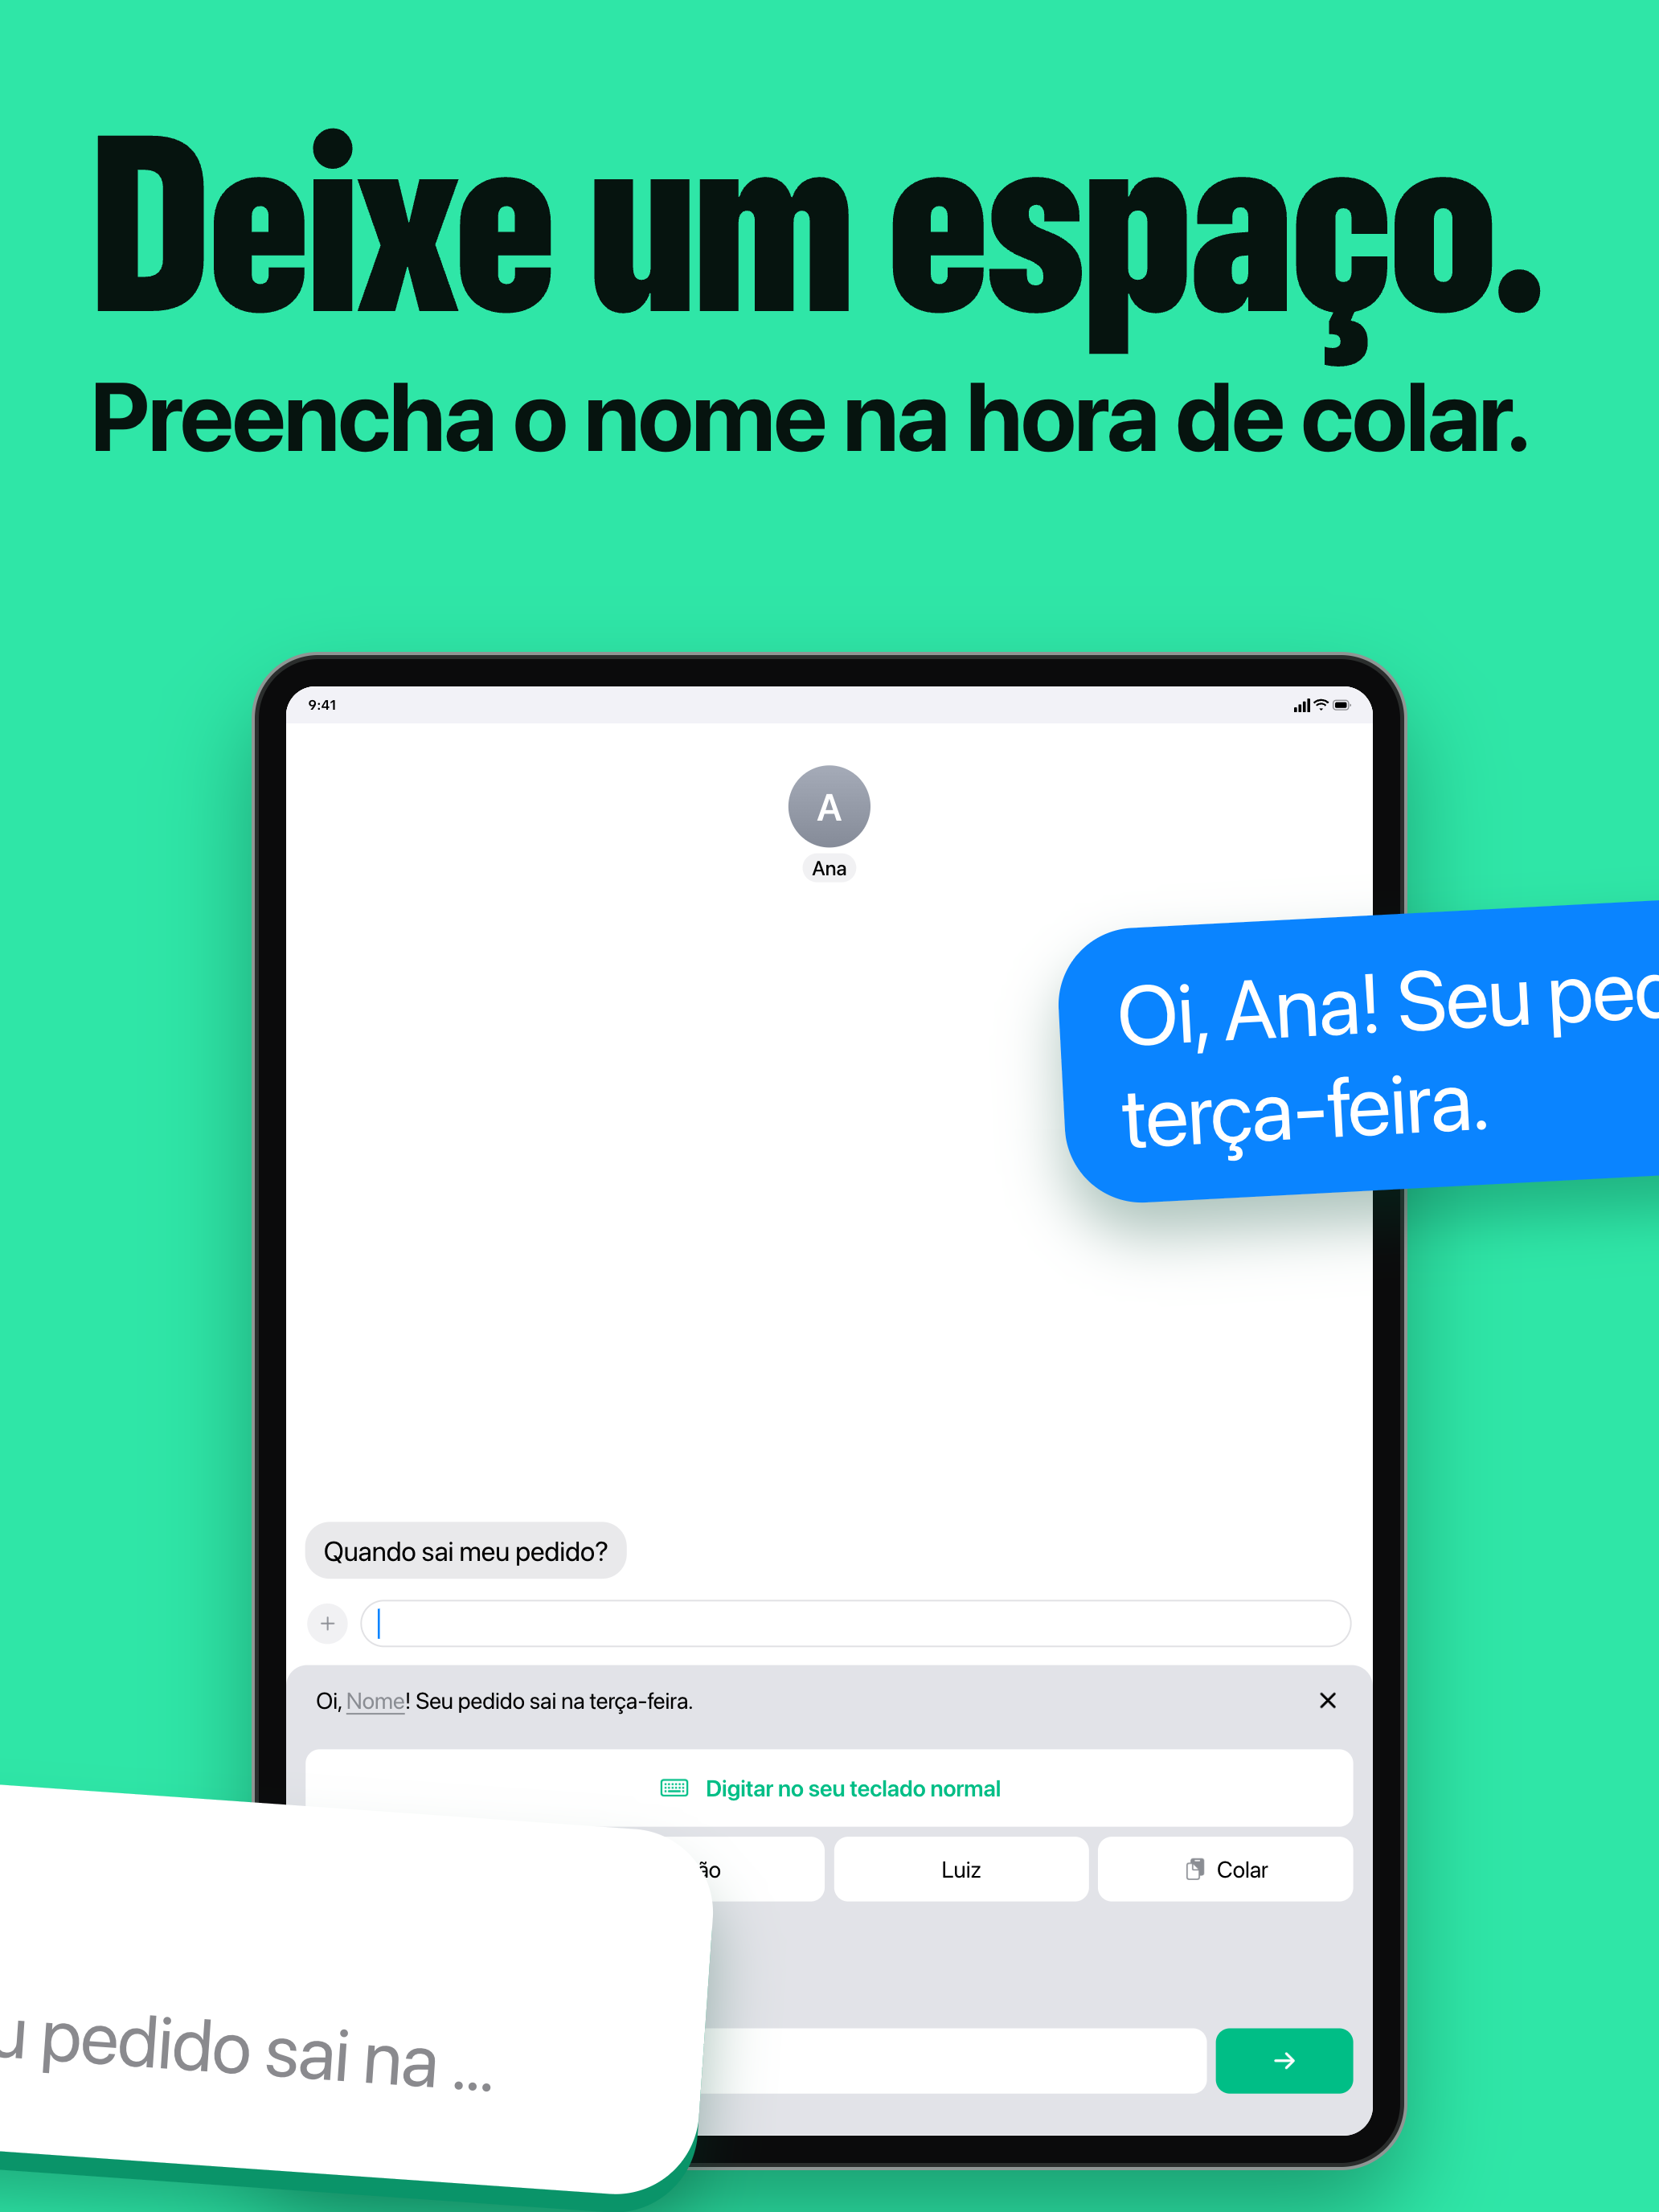 Deixe um espaço.
Preencha o nome na hora de colar.
9:41
A
Ana
Oi, Ana! Seu
terça-feira.
Quando sai meu pedido?
Oi, Nome! Seu pedido sai na terça-feira.
Digitar no seu teclado normal
Luiz
Colar
pedido sai na ...